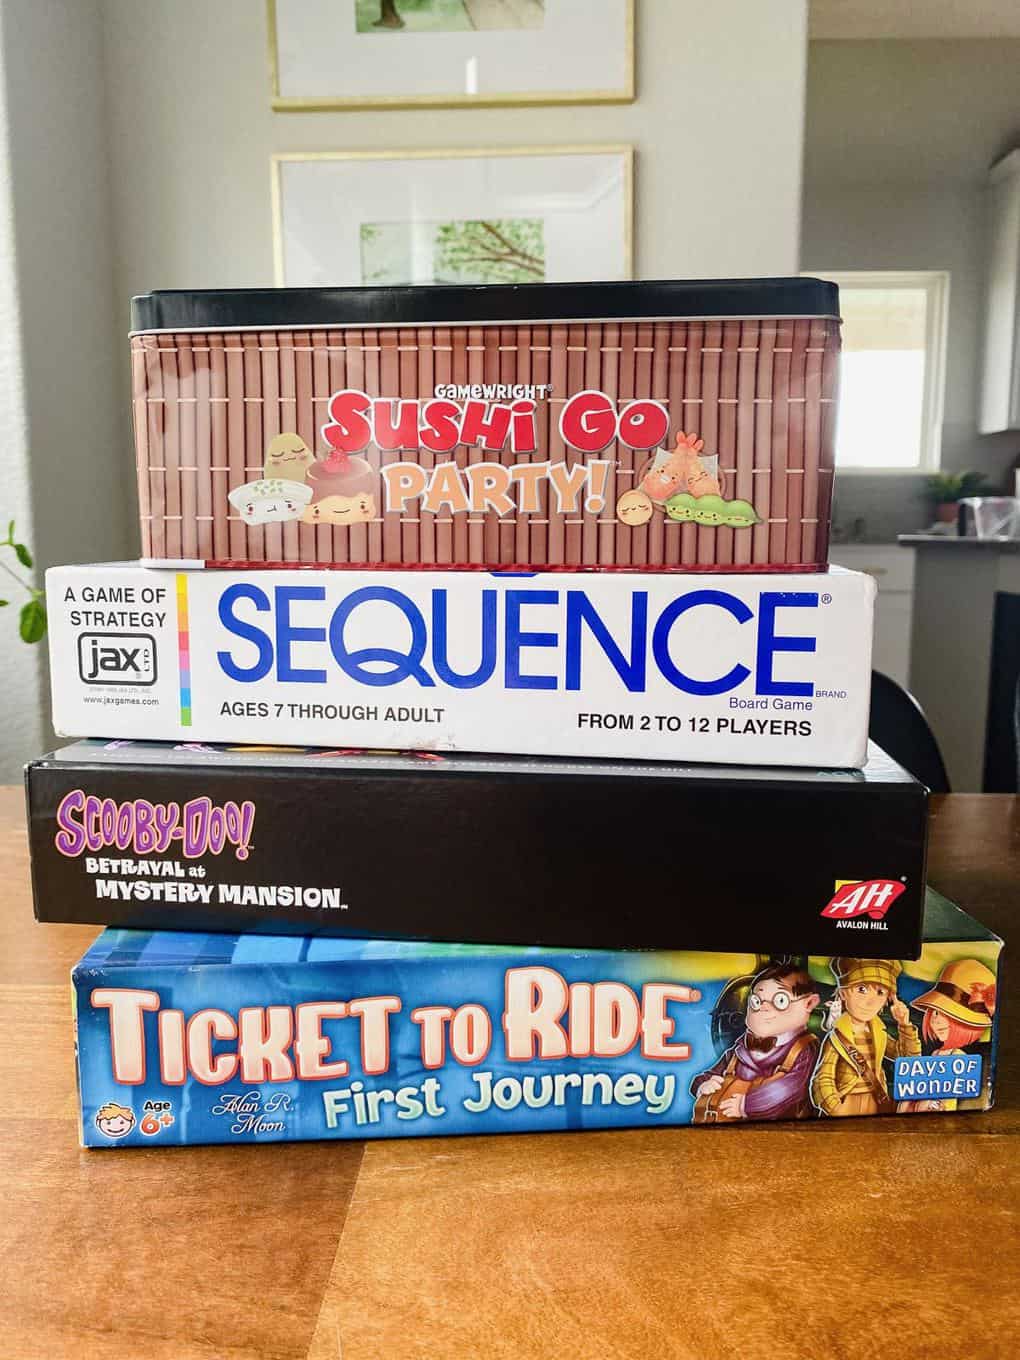 GAMEWRIGHT®
SUSHI GO
PARTY!
A GAME OF
STRATEGY
jax LTD
®
www.jaxgames.com
SEQUENCE®
BRAND
Board Game
AGES 7 THROUGH ADULT
FROM 2 TO 12 PLAYERS
SCOOBY-DOO!
BETRAYAL at
MYSTERY MANSION™
AH®
AVALON HILL
TICKET TO RIDE®
First Journey
Age
6+
Alan R.
Moon
DAYS OF
WONDER